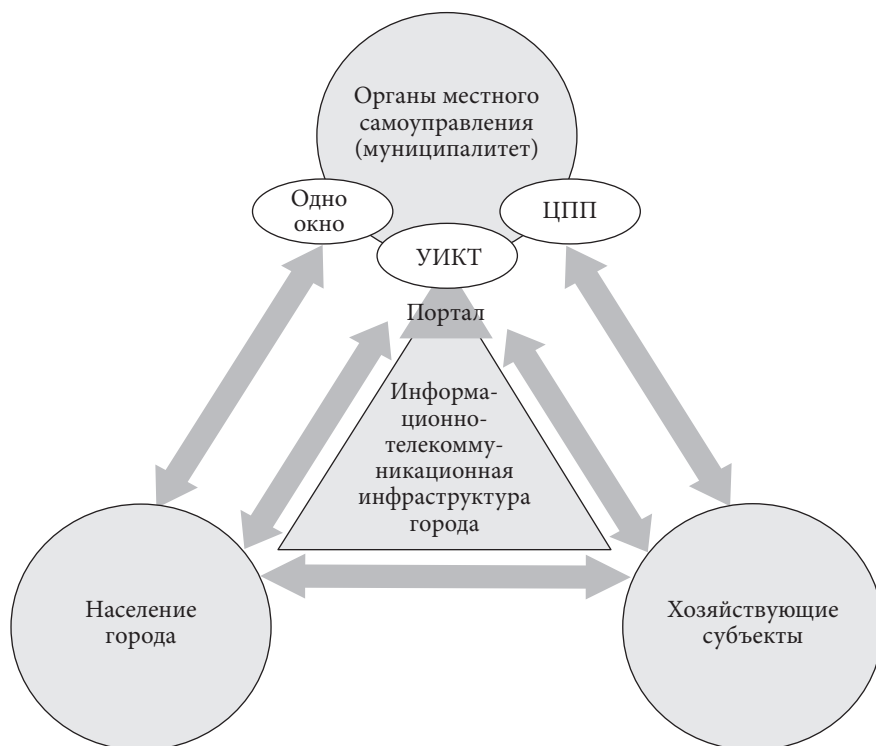 Органы местного
самоуправления
(муниципалитет)
Одно
окно
ЦПП
УИКТ
Портал
Информа-
ционно-
телекомму-
никационная
инфраструктура
города
Население
города
Хозяйствующие
субъекты